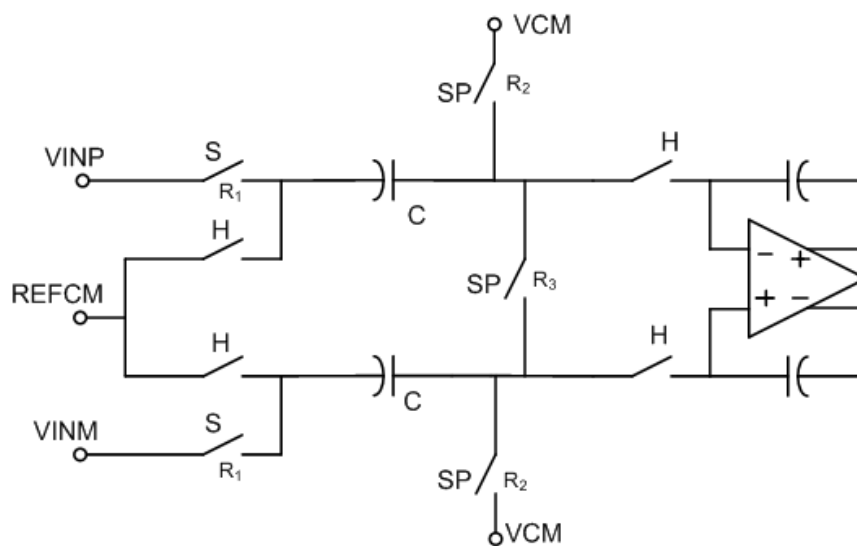 VCM
SP R2
VINP S H
R1
C
H
REFCM SP R3
H H
C
VINM S
R1
SP R2
VCM
- +
+ -